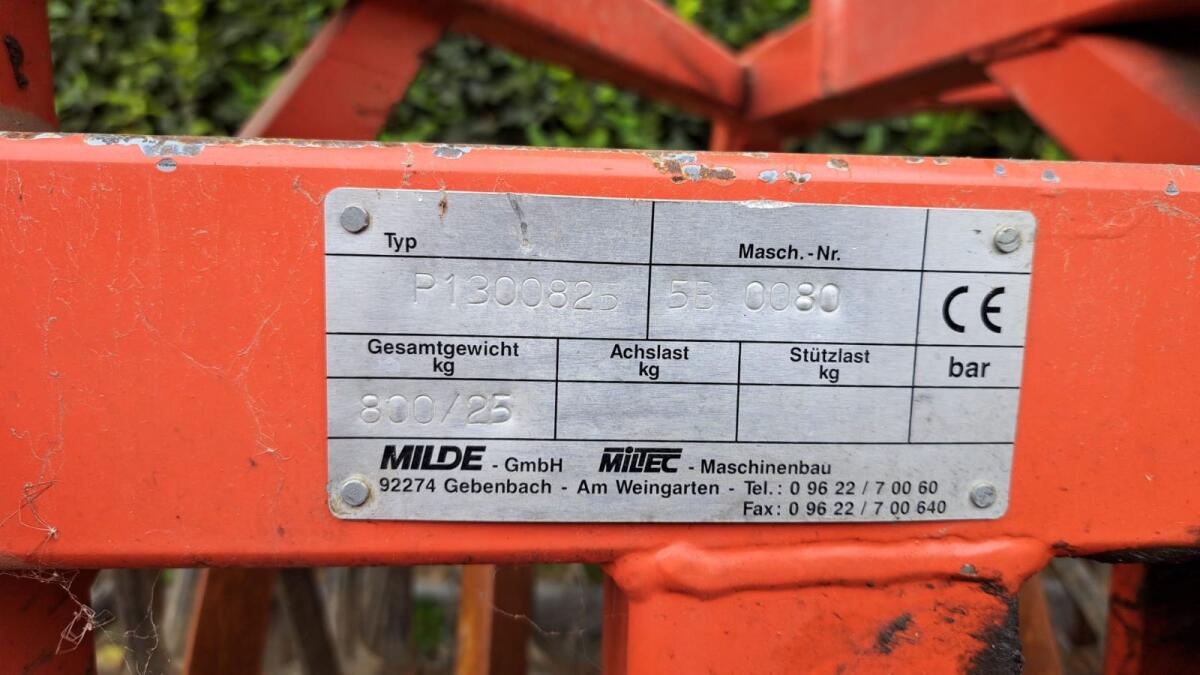 Typ Masch.-Nr.
P1300825 5B 0080 CE
Gesamtgewicht kg Achslast kg Stützlast kg bar
800/25
MILDE - GmbH MILTEC - Maschinenbau
92274 Gebenbach - Am Weingarten - Tel.: 0 96 22 / 7 00 60
Fax: 0 96 22 / 7 00 640